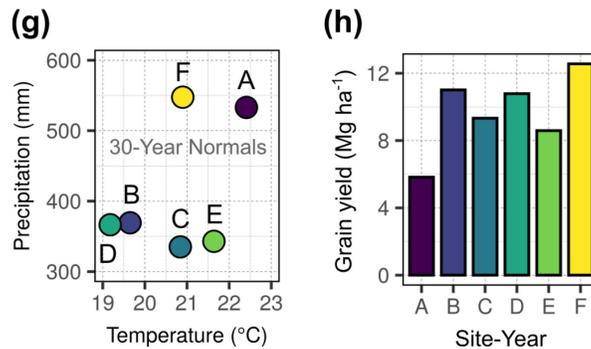 (g)
Precipitation (mm)
600
500
400
300
F
A
30-Year Normals
B
C
E
D
19 20 21 22 23
Temperature (°C)
(h)
Grain yield (Mg ha⁻¹)
12
8
4
0
A B C D E F
Site-Year